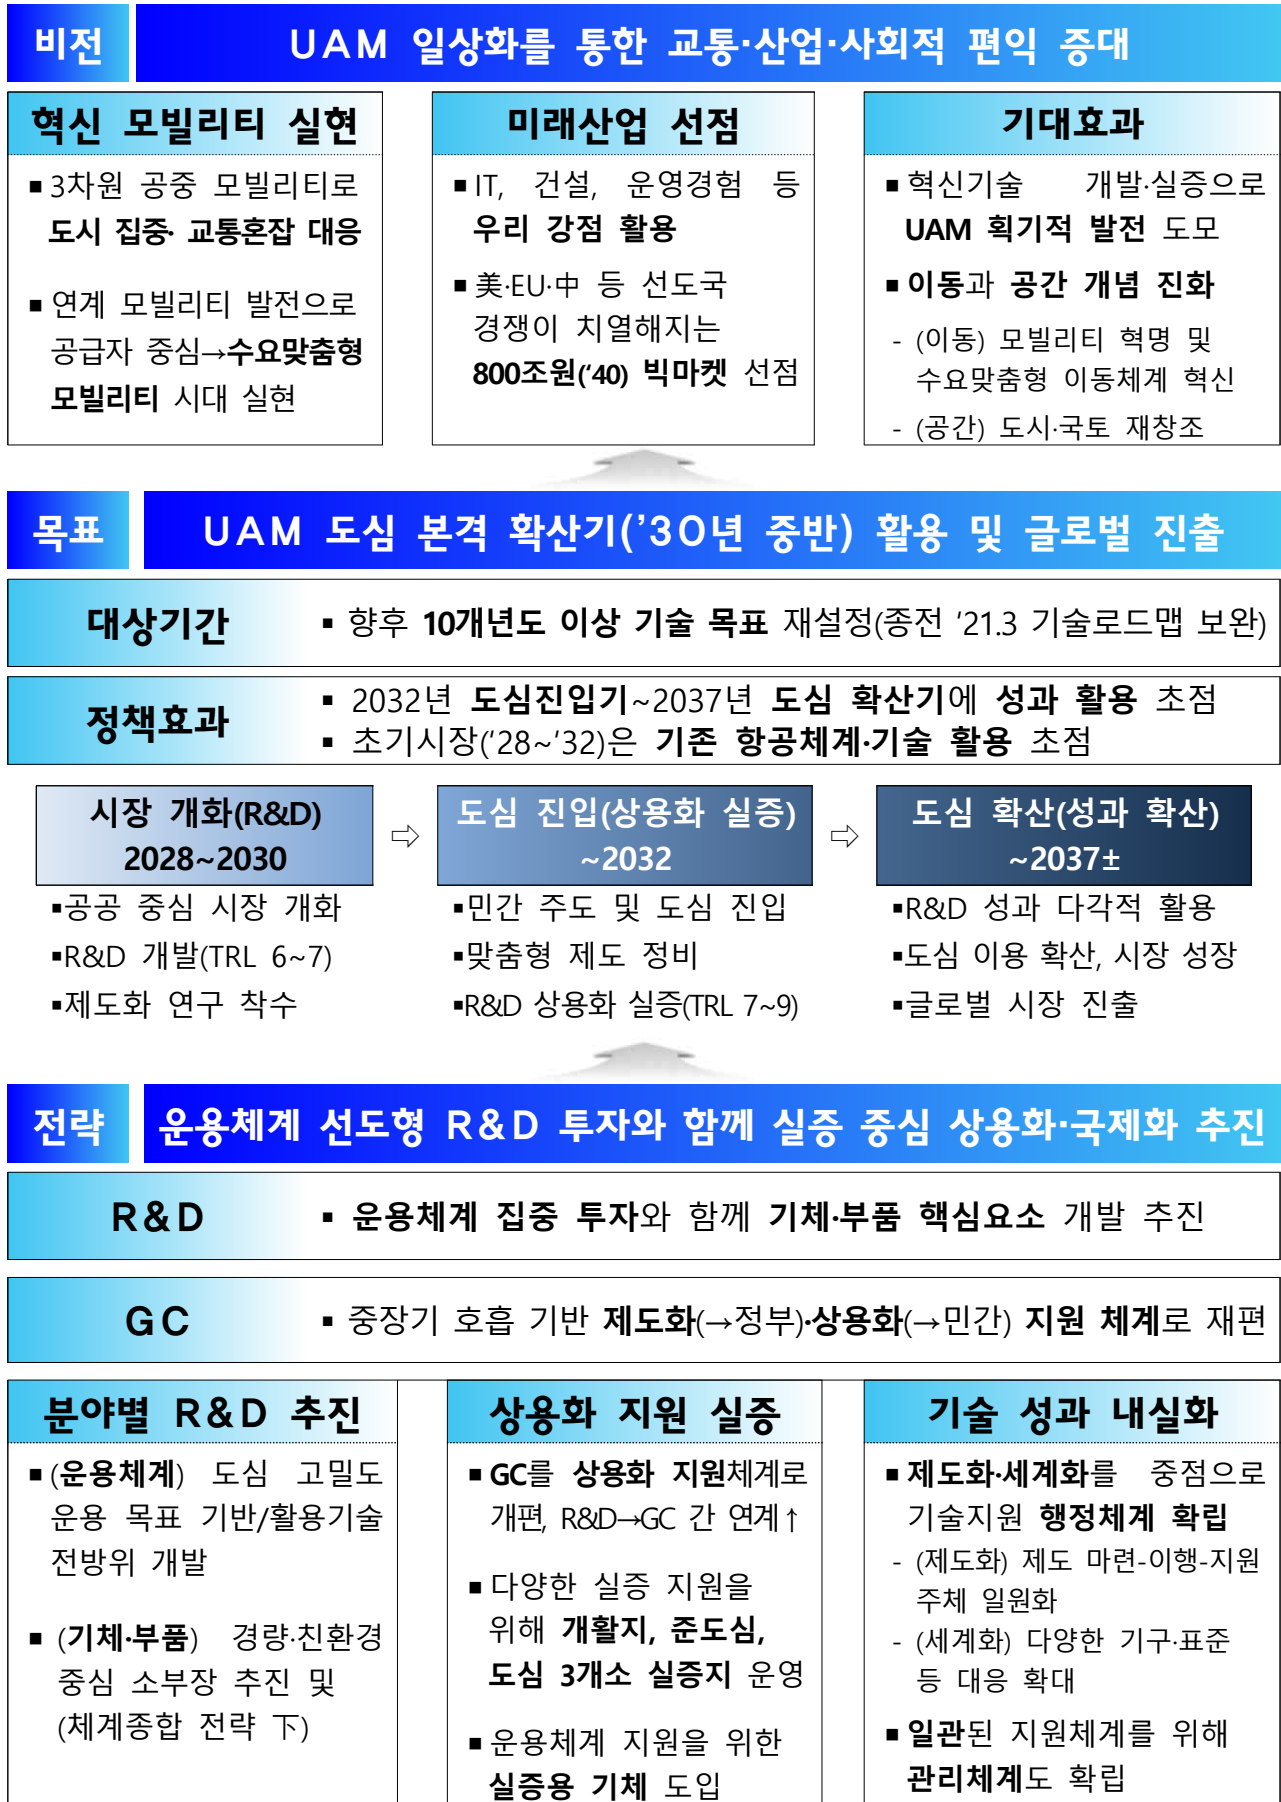 비전
UAM 일상화를 통한 교통·산업·사회적 편익 증대
혁신 모빌리티 실현
▪3차원 공중 모빌리티로
도시 집중· 교통혼잡 대응
▪연계 모빌리티 발전으로
공급자 중심→수요맞춤형
모빌리티 시대 실현
미래산업 선점
▪IT, 건설, 운영경험 등
우리 강점 활용
▪美·EU·中 등 선도국
경쟁이 치열해지는
800조원(‘40) 빅마켓 선점
기대효과
▪혁신기술 개발·실증으로
UAM 획기적 발전 도모
▪이동과 공간 개념 진화
- (이동) 모빌리티 혁명 및
수요맞춤형 이동체계 혁신
- (공간) 도시·국토 재창조
목표
UAM 도심 본격 확산기(’30년 중반) 활용 및 글로벌 진출
대상기간
▪ 향후 10개년도 이상 기술 목표 재설정(종전 ‘21.3 기술로드맵 보완)
정책효과
▪ 2032년 도심진입기~2037년 도심 확산기에 성과 활용 초점
▪ 초기시장(‘28~‘32)은 기존 항공체계·기술 활용 초점
시장 개화(R&D)
2028~2030
⇨
도심 진입(상용화 실증)
~2032
⇨
도심 확산(성과 확산)
~2037±
▪공공 중심 시장 개화
▪R&D 개발(TRL 6~7)
▪제도화 연구 착수
▪민간 주도 및 도심 진입
▪맞춤형 제도 정비
▪R&D 상용화 실증(TRL 7~9)
▪R&D 성과 다각적 활용
▪도심 이용 확산, 시장 성장
▪글로벌 시장 진출
전략
운용체계 선도형 R&D 투자와 함께 실증 중심 상용화·국제화 추진
R&D
▪ 운용체계 집중 투자와 함께 기체·부품 핵심요소 개발 추진
GC
▪ 중장기 호흡 기반 제도화(→정부)·상용화(→민간) 지원 체계로 재편
분야별 R&D 추진
▪(운용체계) 도심 고밀도
운용 목표 기반/활용기술
전방위 개발
▪ (기체·부품) 경량·친환경
중심 소부장 추진 및
(체계종합 전략 下)
상용화 지원 실증
▪GC를 상용화 지원체계로
개편, R&D→GC 간 연계↑
▪다양한 실증 지원을
위해 개활지, 준도심,
도심 3개소 실증지 운영
▪운용체계 지원을 위한
실증용 기체 도입
기술 성과 내실화
▪제도화·세계화를 중점으로
기술지원 행정체계 확립
- (제도화) 제도 마련-이행-지원
주체 일원화
- (세계화) 다양한 기구·표준
등 대응 확대
▪일관된 지원체계를 위해
관리체계도 확립